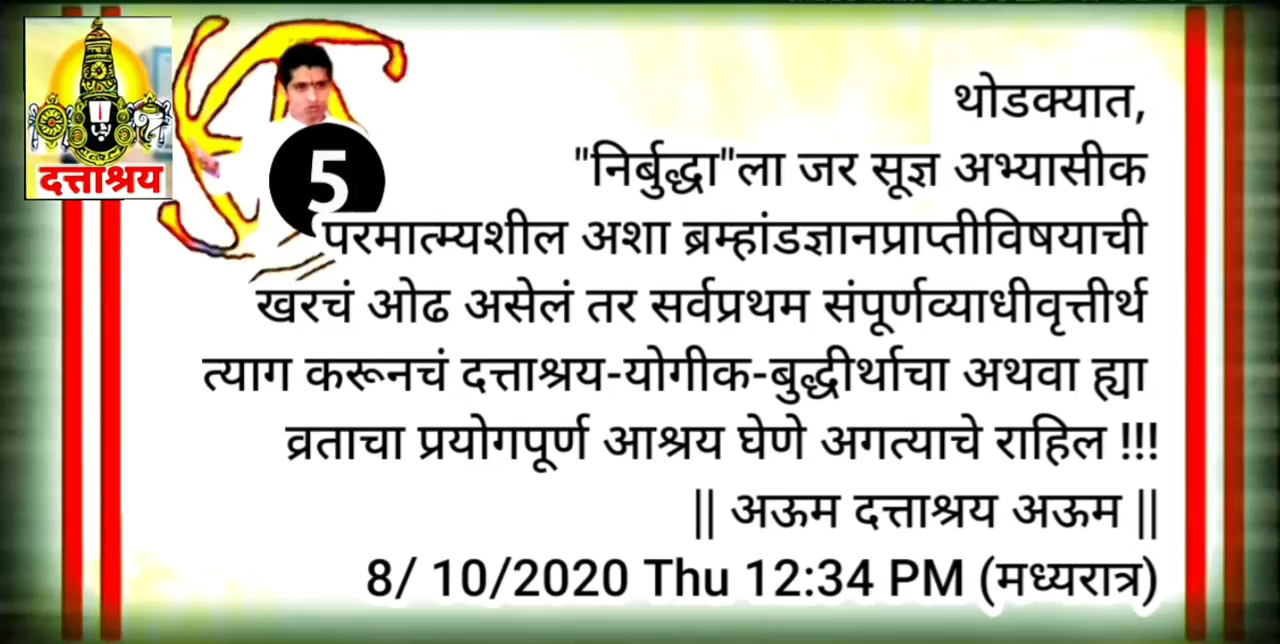 दत्ताश्रय
5
थोडक्यात,
"निर्बुद्धा"ला जर सूज्ञ अभ्यासीक
परमात्म्यशील अशा ब्रम्हांडज्ञानप्राप्तीविषयाची
खरचं ओढ असेलं तर सर्वप्रथम संपूर्णव्याधीवृत्तीर्थ
त्याग करूनचं दत्ताश्रय-योगीक-बुद्धीर्थाचा अथवा ह्या
व्रताचा प्रयोगपूर्ण आश्रय घेणे अगत्याचे राहिल !!!
|| अऊम दत्ताश्रय अऊम ||
8/ 10/2020 Thu 12:34 PM (मध्यरात्र)